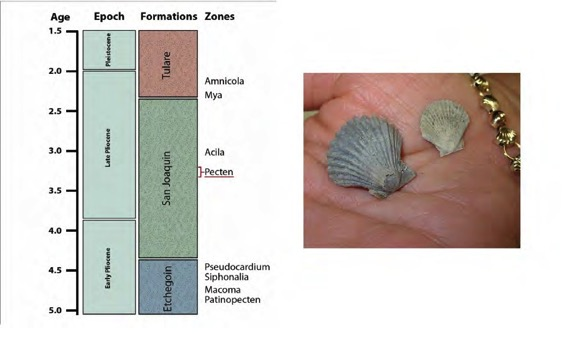 Age Epoch Formations Zones
1.5
Pleistocene
Tulare
2.0
Amnicola
Mya
2.5
Late Pliocene
San Joaquin
3.0
Acila
Pecten
3.5
4.0
Early Pliocene
Etchegoin
4.5
Pseudocardium
Siphonalia
Macoma
Patinopecten
5.0